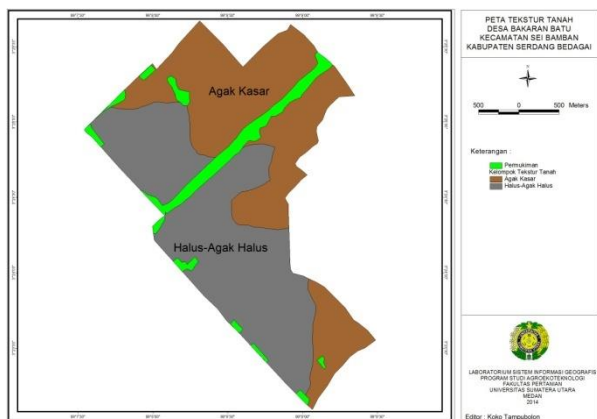 Agak Kasar
Halus-Agak Halus
PETA TEKSTUR TANAH
DESA BAKARAN BATU
KECAMATAN SEI BAMBAN
KABUPATEN SERDANG BEDAGAI
500 0 500 Meters
Keterangan :
Permukiman
Kelompok Tekstur Tanah
Agak Kasar
Halus-Agak Halus
LABORATORIUM SISTEM INFORMASI GEOGRAFIS
PROGRAM STUDI AGROEKOTEKNOLOGI
FAKULTAS PERTANIAN
UNIVERSITAS SUMATERA UTARA
MEDAN
2014
Editor : Koko Tampubolon